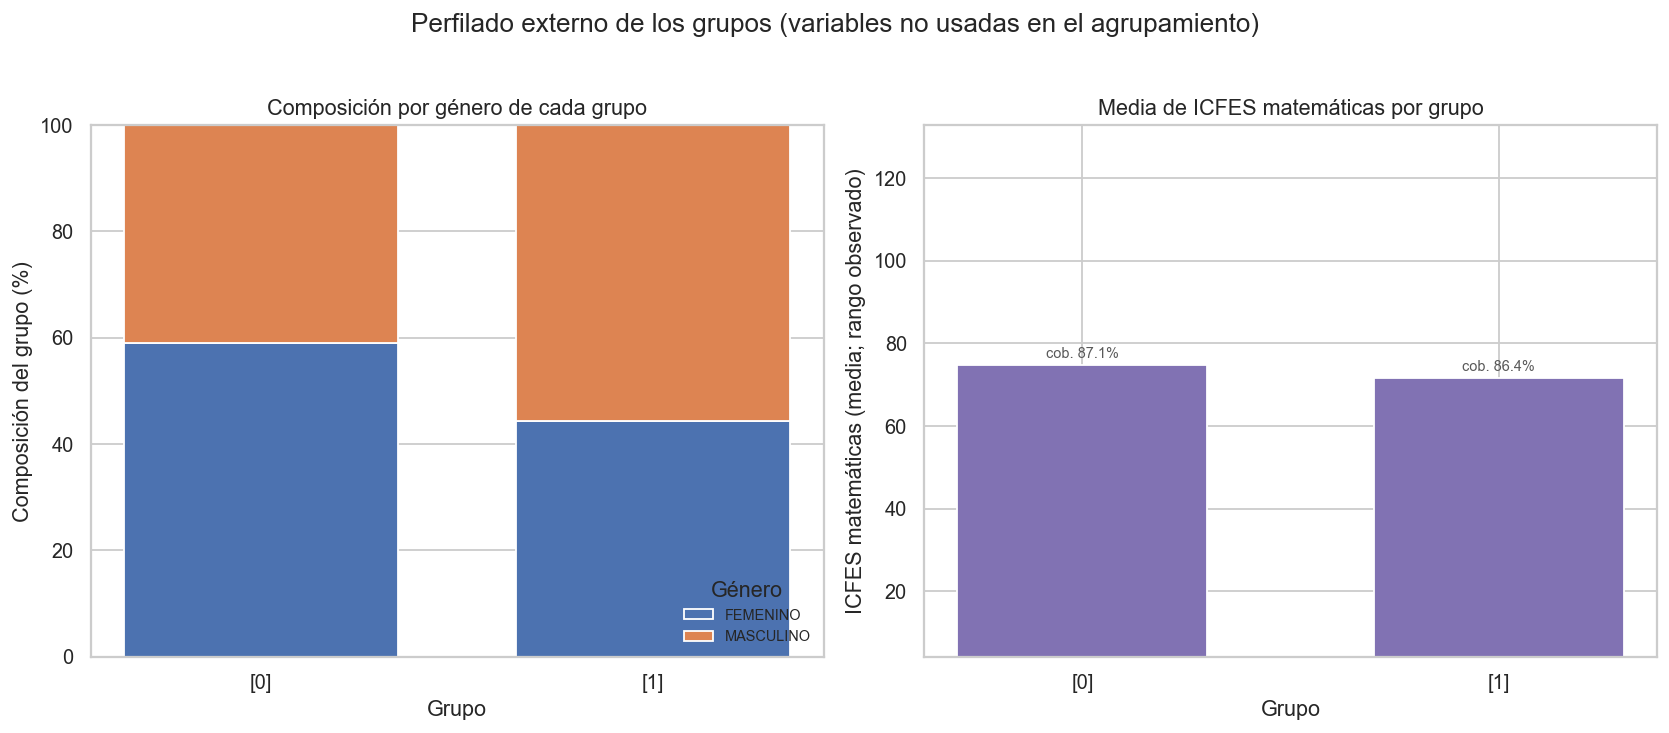 Perfilado externo de los grupos (variables no usadas en el agrupamiento)
Composición por género de cada grupo
Composición del grupo (%)
100
80
60
40
20
0
Género
FEMENINO
MASCULINO
[0]
[1]
Grupo
Media de ICFES matemáticas por grupo
ICFES matemáticas (media; rango observado)
120
100
80
60
40
20
cob. 87.1%
cob. 86.4%
[0]
[1]
Grupo